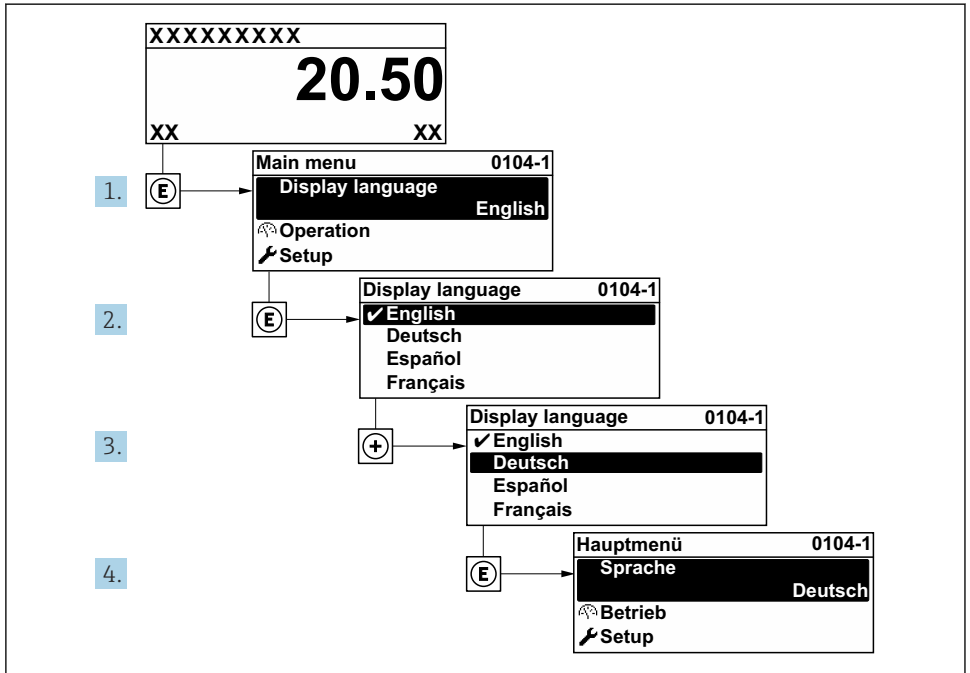 XXXXXXXXX
20.50
XX XX
1. E
Main menu 0104-1
Display language
English
Operation
Setup
2. E
Display language 0104-1
✔English
Deutsch
Español
Français
3. +
Display language 0104-1
✔English
Deutsch
Español
Français
4. E
Hauptmenü 0104-1
Sprache
Deutsch
Betrieb
Setup